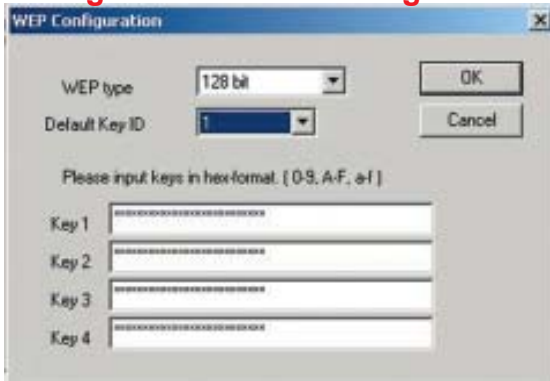 WEP Configuration
WEP type 128 bit OK
Default Key ID 1 Cancel
Please input keys in hex-format. ( 0-9, A-F, a-f )
Key 1
Key 2
Key 3
Key 4